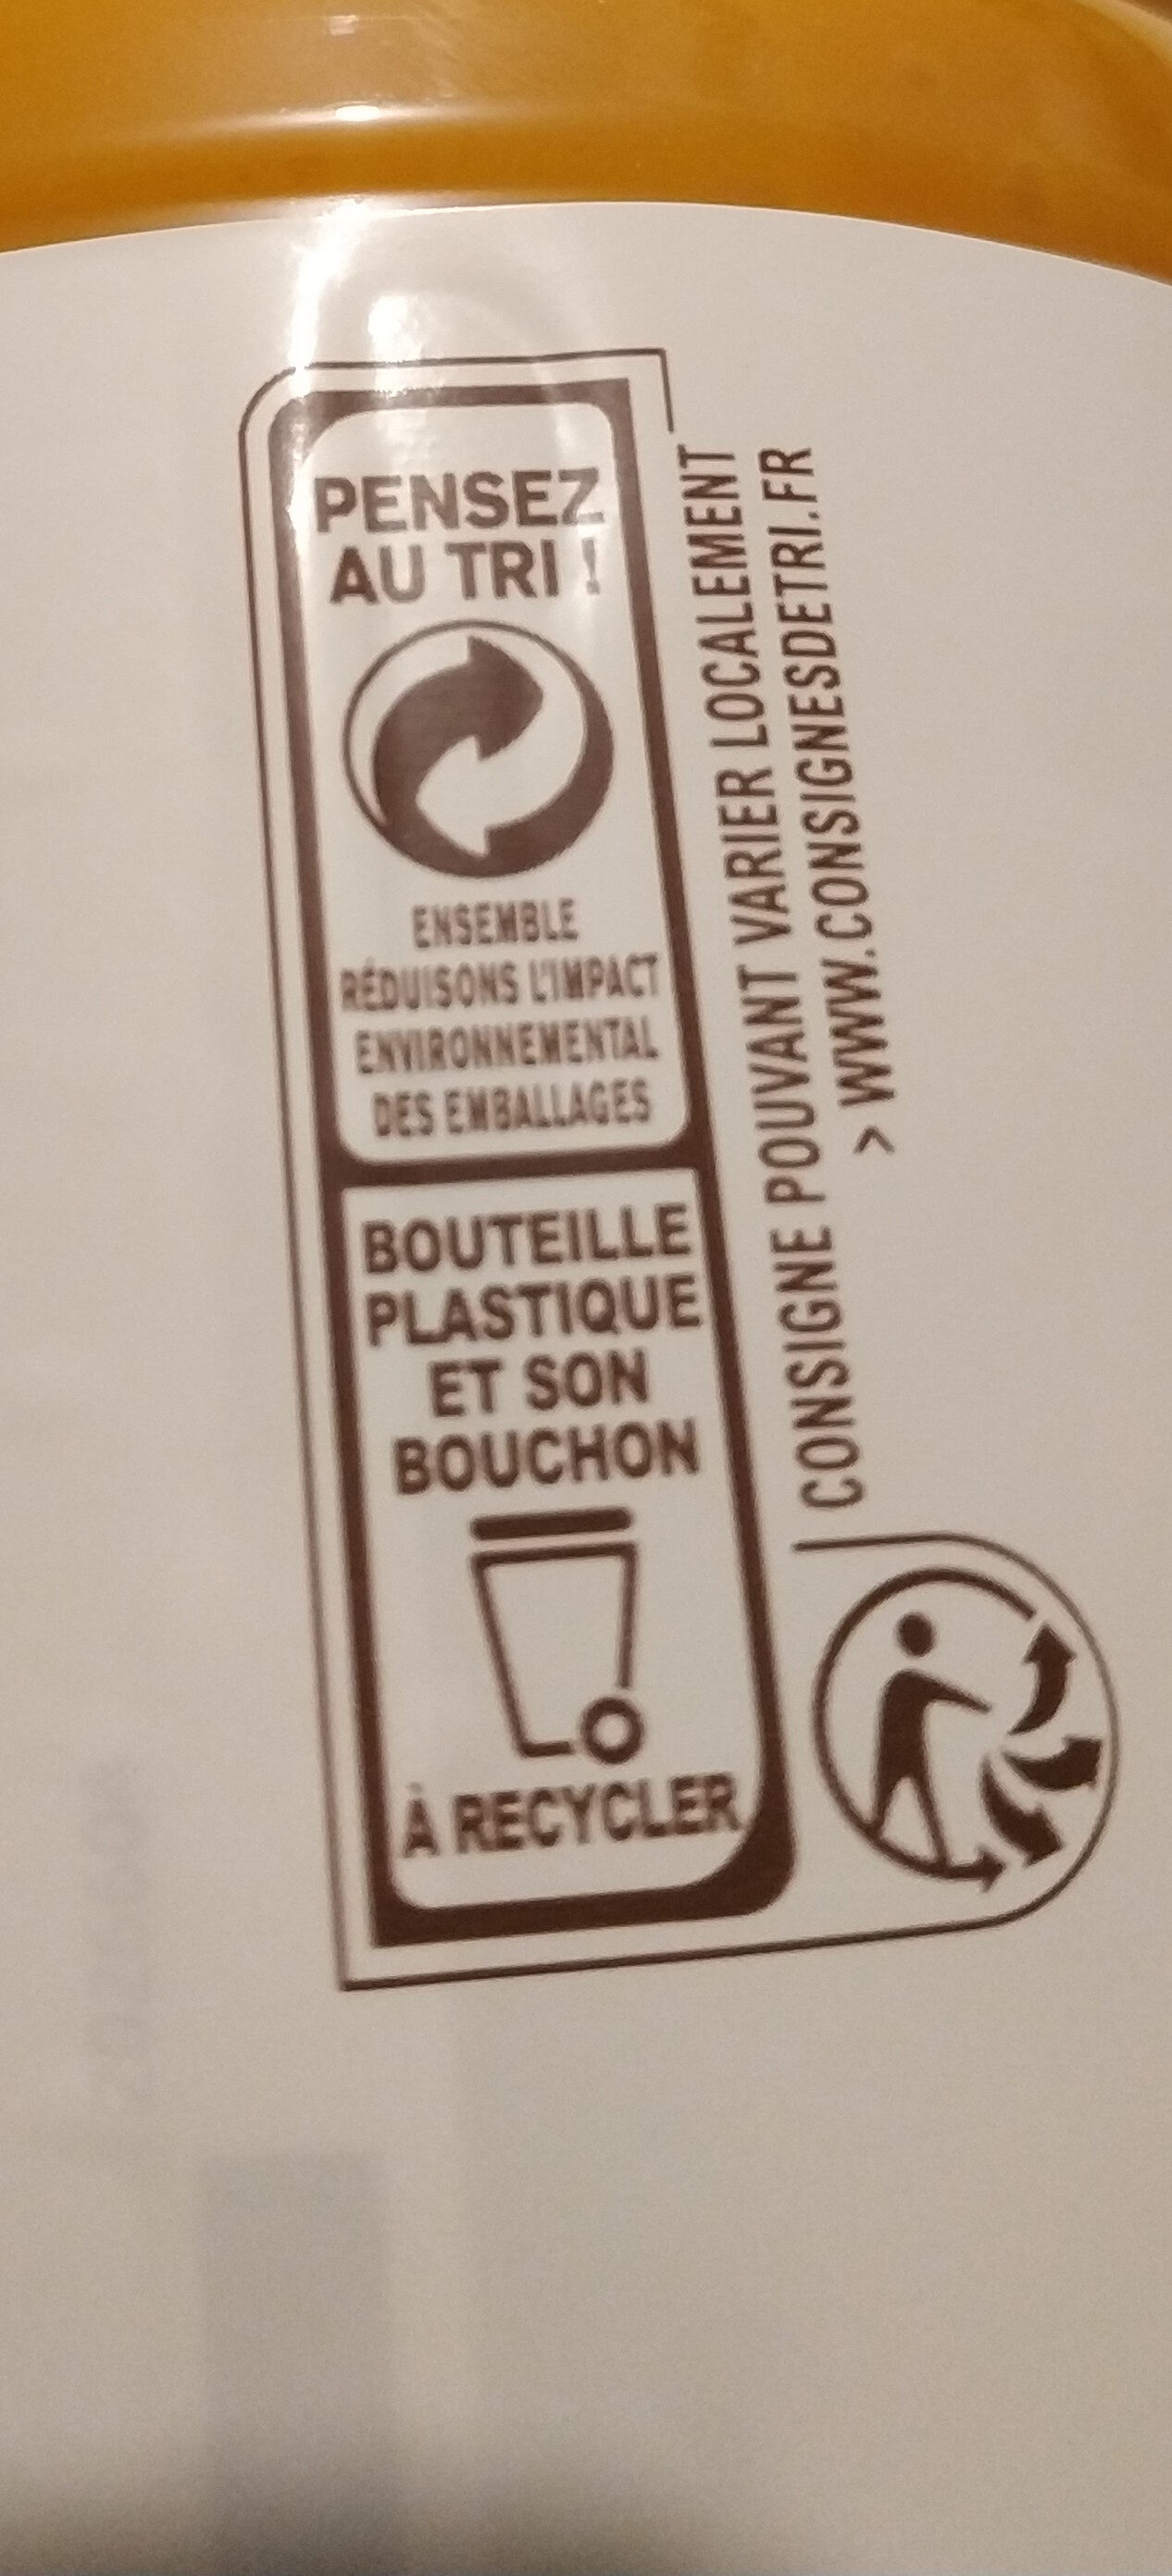 PENSEZ
AU TRI !
ENSEMBLE
RÉDUISONS L'IMPACT
ENVIRONNEMENTAL
DES EMBALLAGES
BOUTEILLE
PLASTIQUE
ET SON
BOUCHON
À RECYCLER
CONSIGNE POUVANT VARIER LOCALEMENT
> WWW.CONSIGNESDETRI.FR